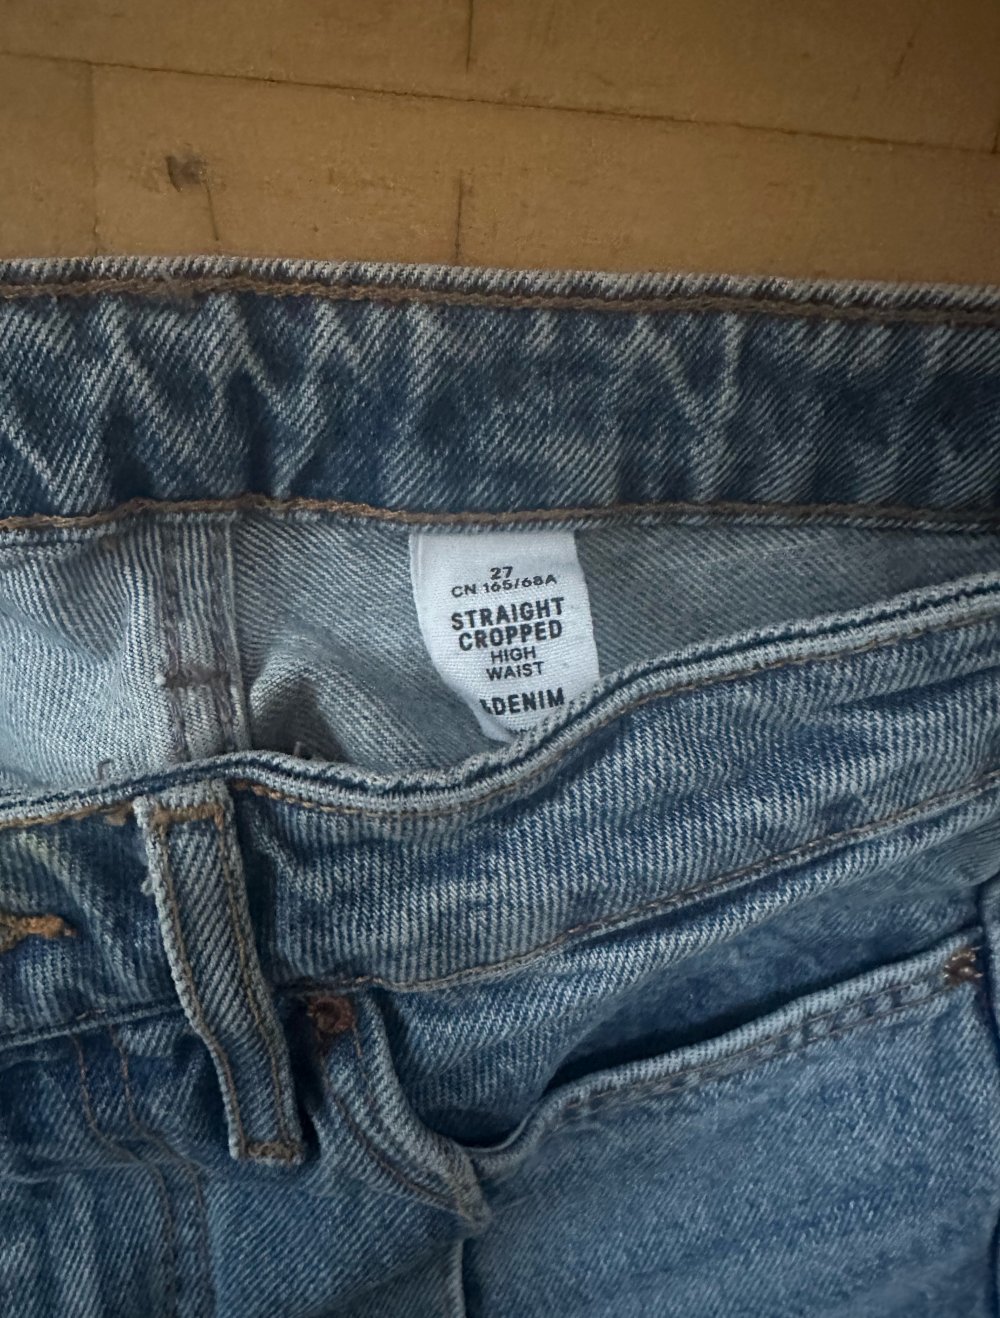 27
CN 165/68A
STRAIGHT
CROPPED
HIGH
WAIST
&DENIM